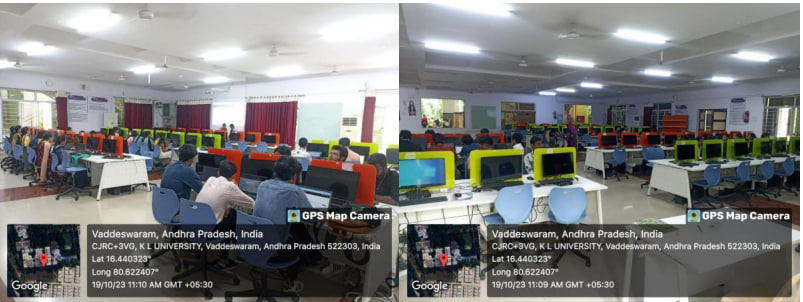 GPS Map Camera
Vaddeswaram, Andhra Pradesh, India
CJRC+3VG, K L UNIVERSITY, Vaddeswaram, Andhra Pradesh 522303, India
Lat 16.440323°
Long 80.622407°
19/10/23 11:10 AM GMT +05:30
Google
GPS Map Camera
Vaddeswaram, Andhra Pradesh, India
CJRC+3VG, K L UNIVERSITY, Vaddeswaram, Andhra Pradesh 522303, India
Lat 16.440323°
Long 80.622407°
19/10/23 11:09 AM GMT +05:30
Google